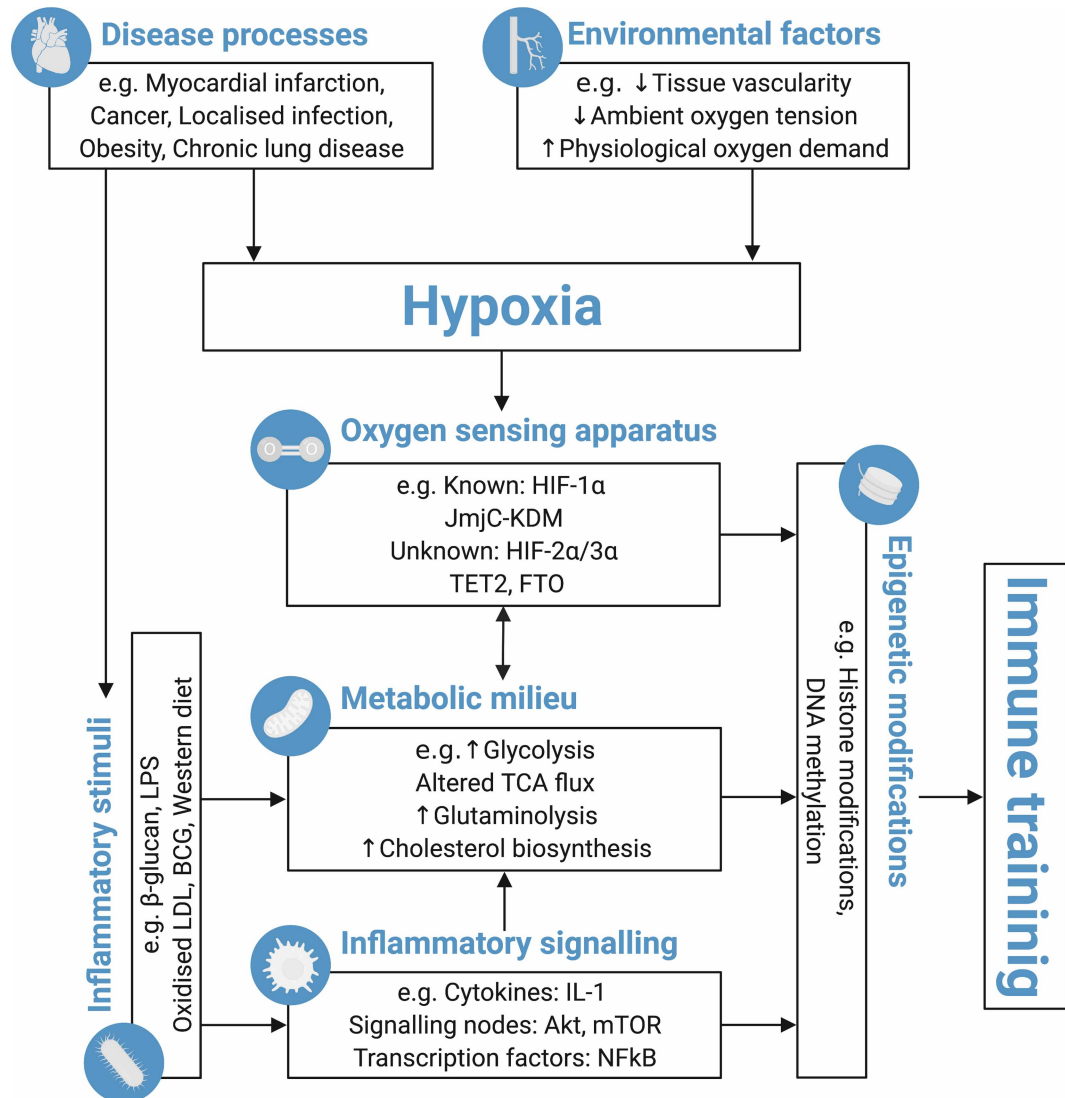 Disease processes
e.g. Myocardial infarction,
Cancer, Localised infection,
Obesity, Chronic lung disease
Environmental factors
e.g. ↓Tissue vascularity
↓Ambient oxygen tension
↑Physiological oxygen demand
Hypoxia
Oxygen sensing apparatus
O O
e.g. Known: HIF-1α
JmjC-KDM
Unknown: HIF-2α/3α
TET2, FTO
Metabolic milieu
e.g.↑Glycolysis
Altered TCA flux
↑Glutaminolysis
↑Cholesterol biosynthesis
Inflammatory signalling
e.g. Cytokines: IL-1
Signalling nodes: Akt, mTOR
Transcription factors: NFkB
Inflammatory stimuli
e.g. β-glucan, LPS
Oxidised LDL, BCG, Western diet
Epigenetic modifications
e.g. Histone modifications,
DNA methylation
Immune traininig